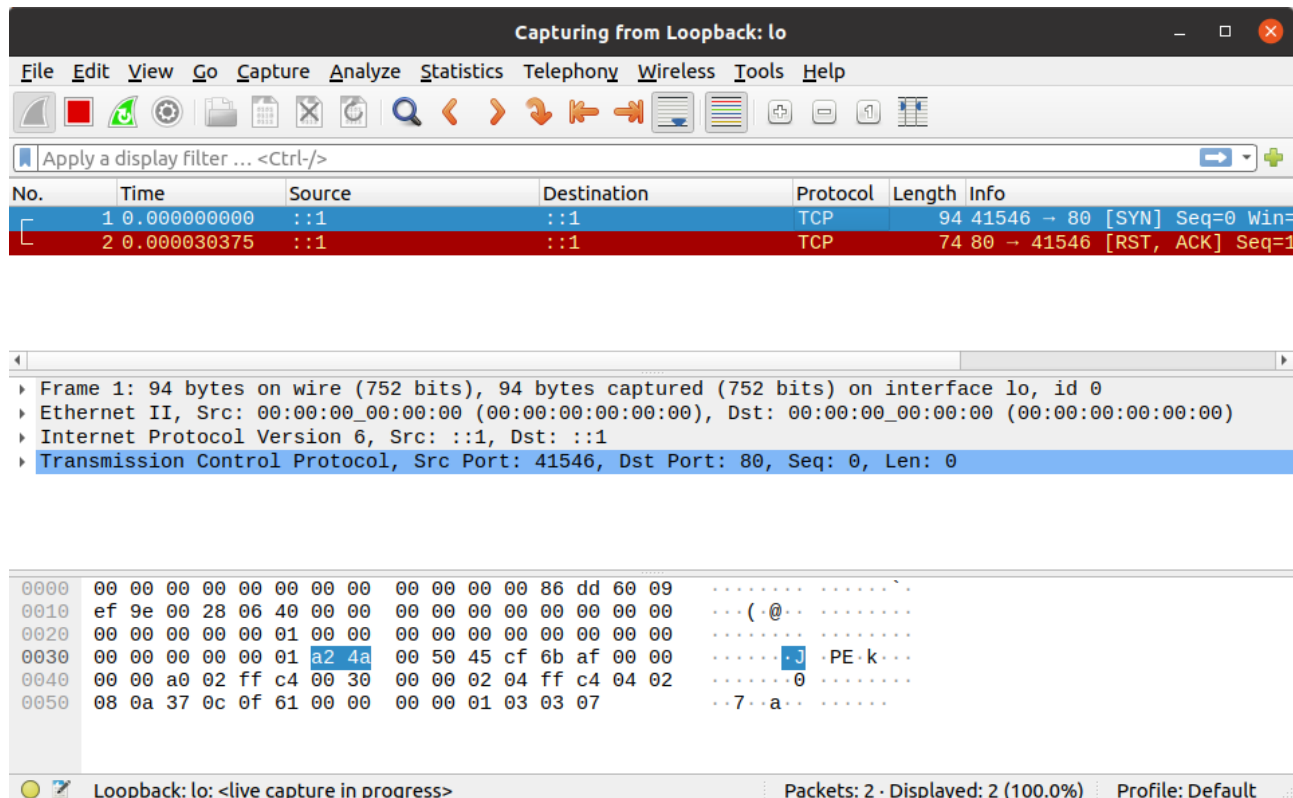 Capturing from Loopback: lo
File Edit View Go Capture Analyze Statistics Telephony Wireless Tools Help
Apply a display filter … <Ctrl-/>
No. Time Source Destination Protocol Length Info
1 0.000000000 ::1 ::1 TCP 94 41546 → 80 [SYN] Seq=0 Win=
2 0.000030375 ::1 ::1 TCP 74 80 → 41546 [RST, ACK] Seq=1
Frame 1: 94 bytes on wire (752 bits), 94 bytes captured (752 bits) on interface lo, id 0
Ethernet II, Src: 00:00:00_00:00:00 (00:00:00:00:00:00), Dst: 00:00:00_00:00:00 (00:00:00:00:00:00)
Internet Protocol Version 6, Src: ::1, Dst: ::1
Transmission Control Protocol, Src Port: 41546, Dst Port: 80, Seq: 0, Len: 0
0000 00 00 00 00 00 00 00 00 00 00 00 00 86 dd 60 09 ········ ······`·
0010 ef 9e 00 28 06 40 00 00 00 00 00 00 00 00 00 00 ···(·@·· ········
0020 00 00 00 00 00 01 00 00 00 00 00 00 00 00 00 00 ········ ········
0030 00 00 00 00 00 01 a2 4a 00 50 45 cf 6b af 00 00 ·······J ·PE·k···
0040 00 00 a0 02 ff c4 00 30 00 00 02 04 ff c4 04 02 ·······0 ········
0050 08 0a 37 0c 0f 61 00 00 00 00 01 03 03 07 ··7··a·· ······
Loopback: lo: <live capture in progress> Packets: 2 · Displayed: 2 (100.0%) Profile: Default